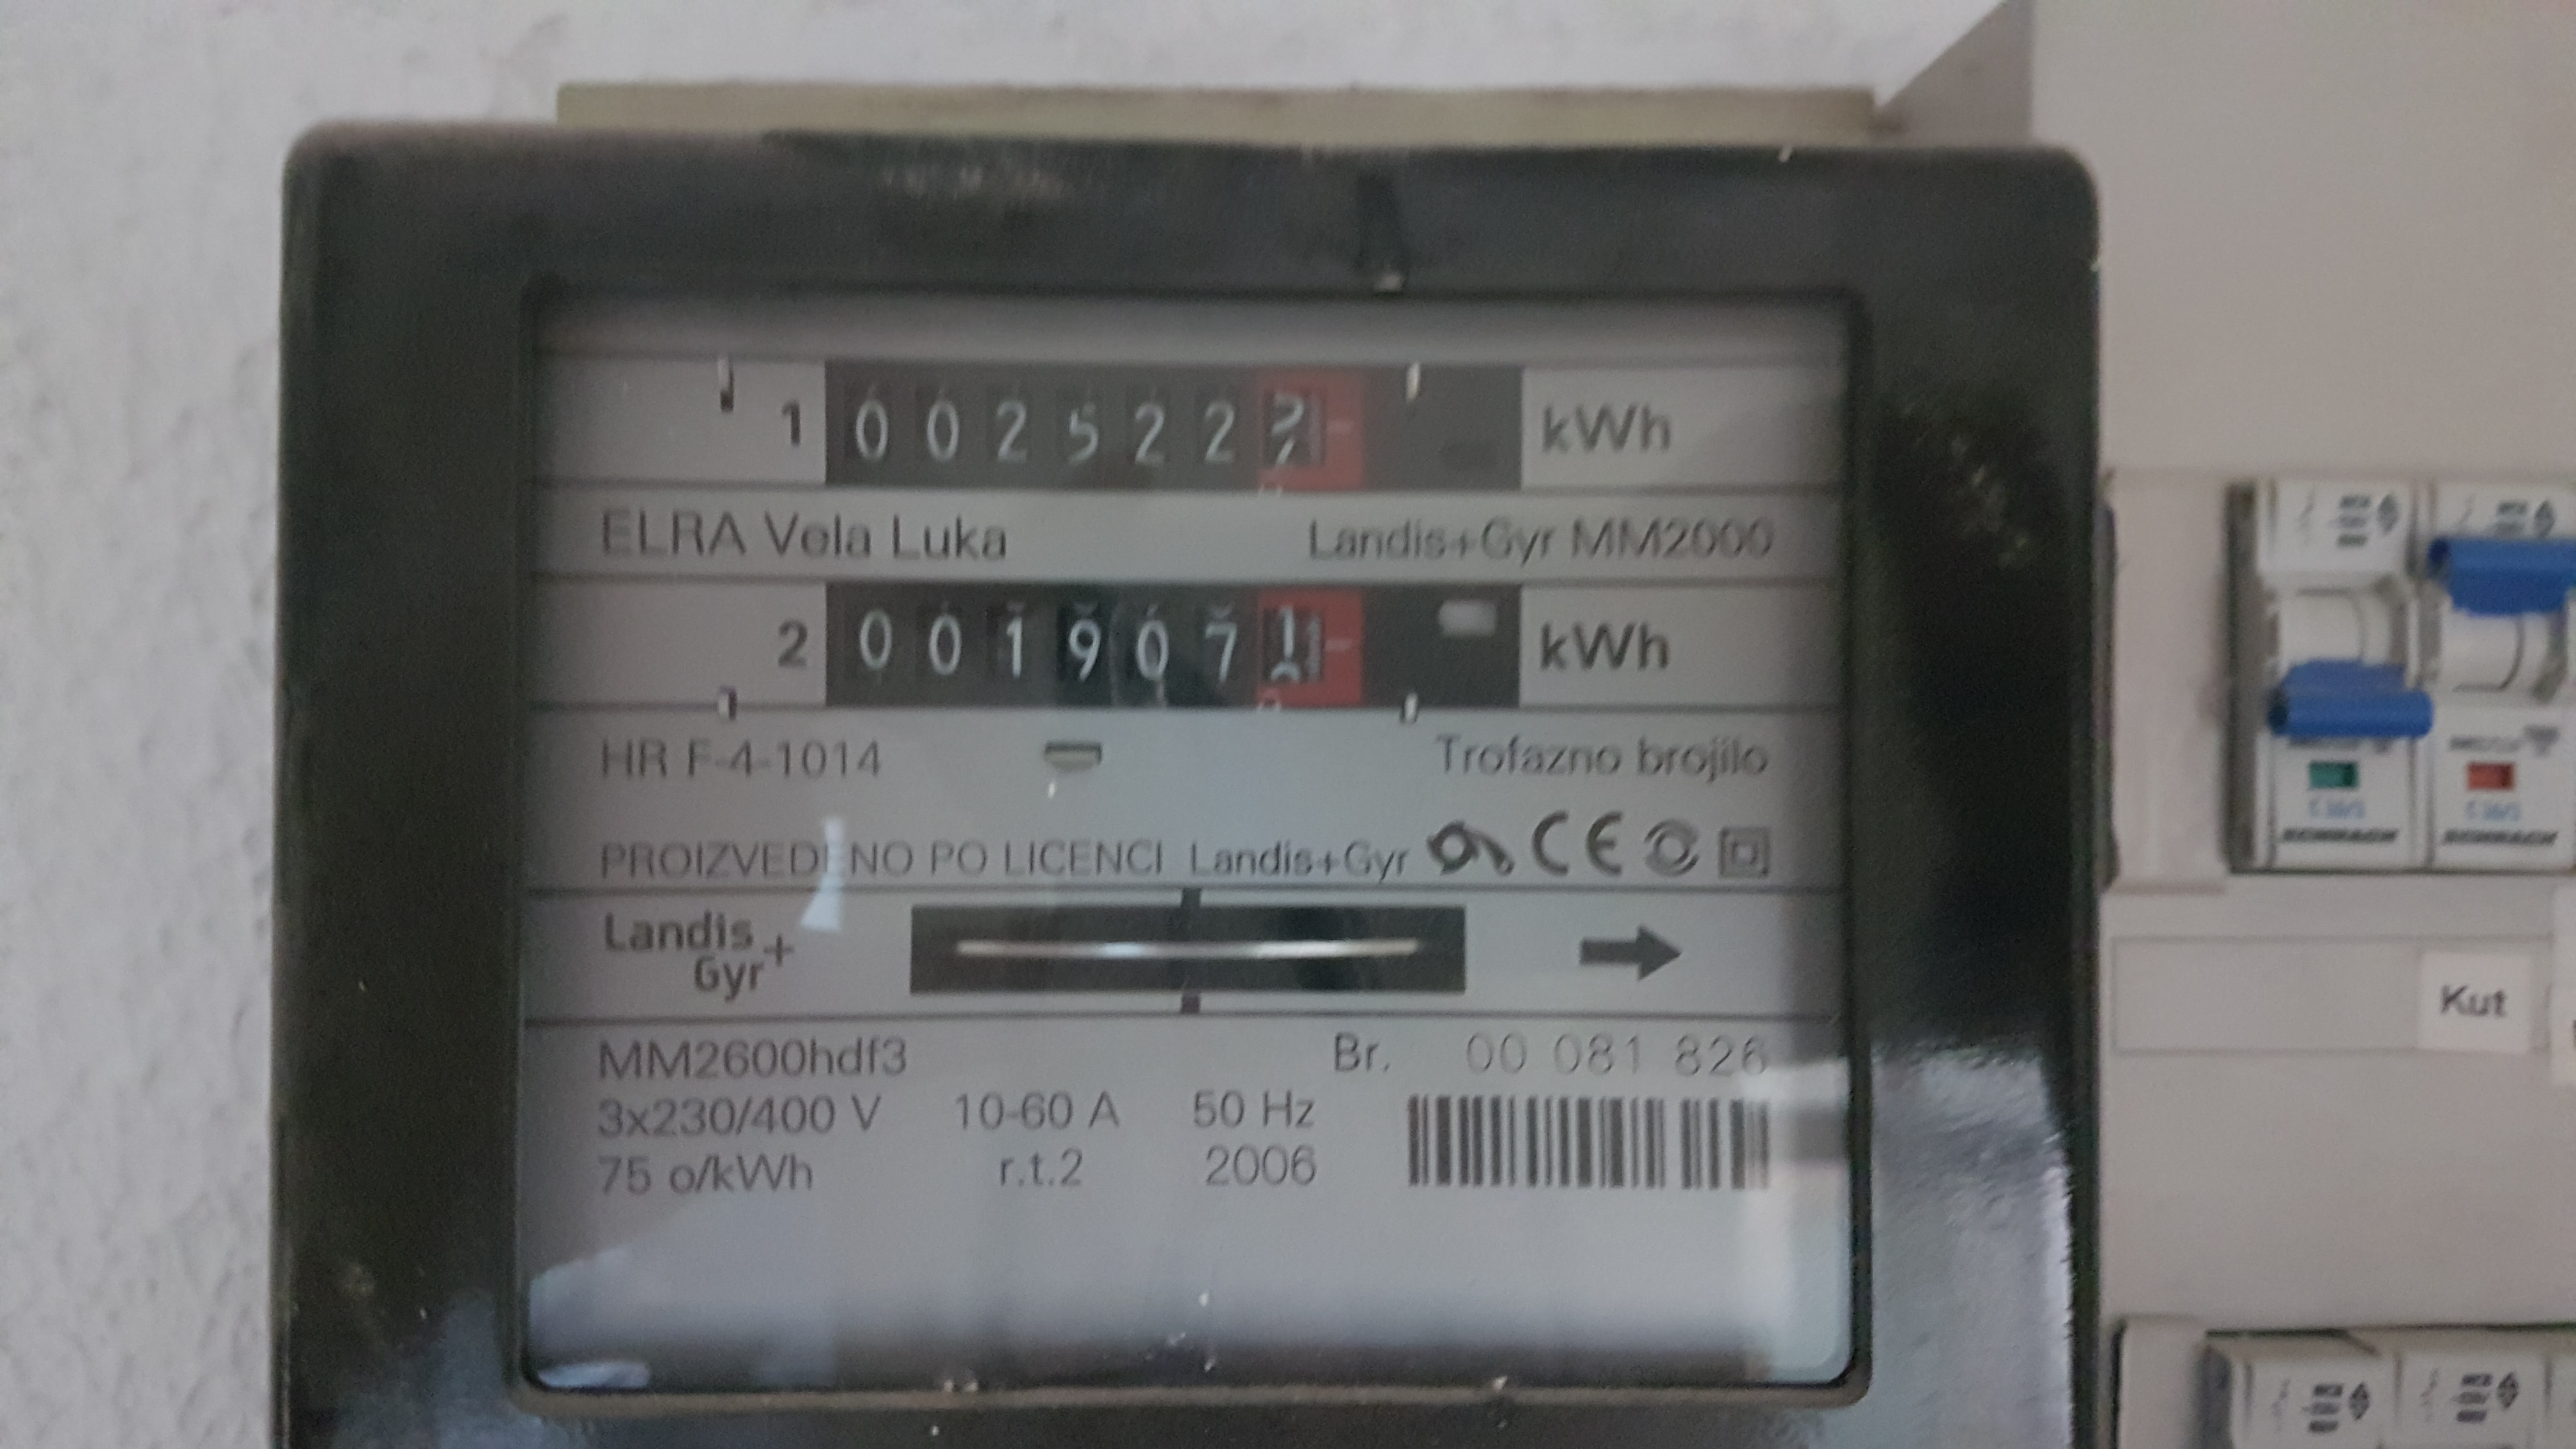 1 002522 kWh
ELRA Vela Luka Landis+Gyr MM2000
2 0019071 kWh
HR F-4-1014 Trofazno brojilo
PROIZVEDENO PO LICENCI Landis+Gyr CE
Landis
Gyr+
MM2600hdf3 Br. 00 081 826
3x230/400 V 10-60 A 50 Hz
75 o/kWh r.t.2 2006
Kut